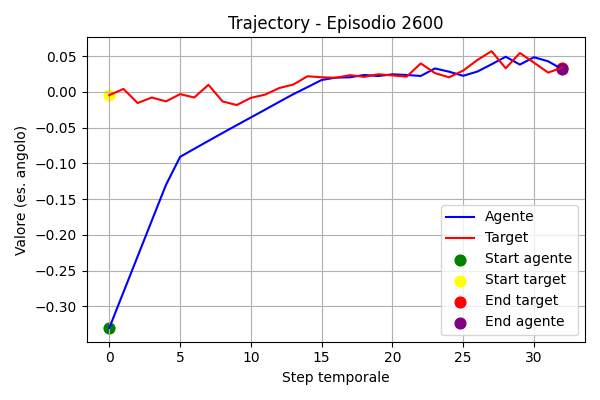 Trajectory - Episodio 2600
Valore (es. angolo)
0.05
0.00
−0.05
−0.10
−0.15
−0.20
−0.25
−0.30
Agente
Target
Start agente
Start target
End target
End agente
0 5 10 15 20 25 30
Step temporale